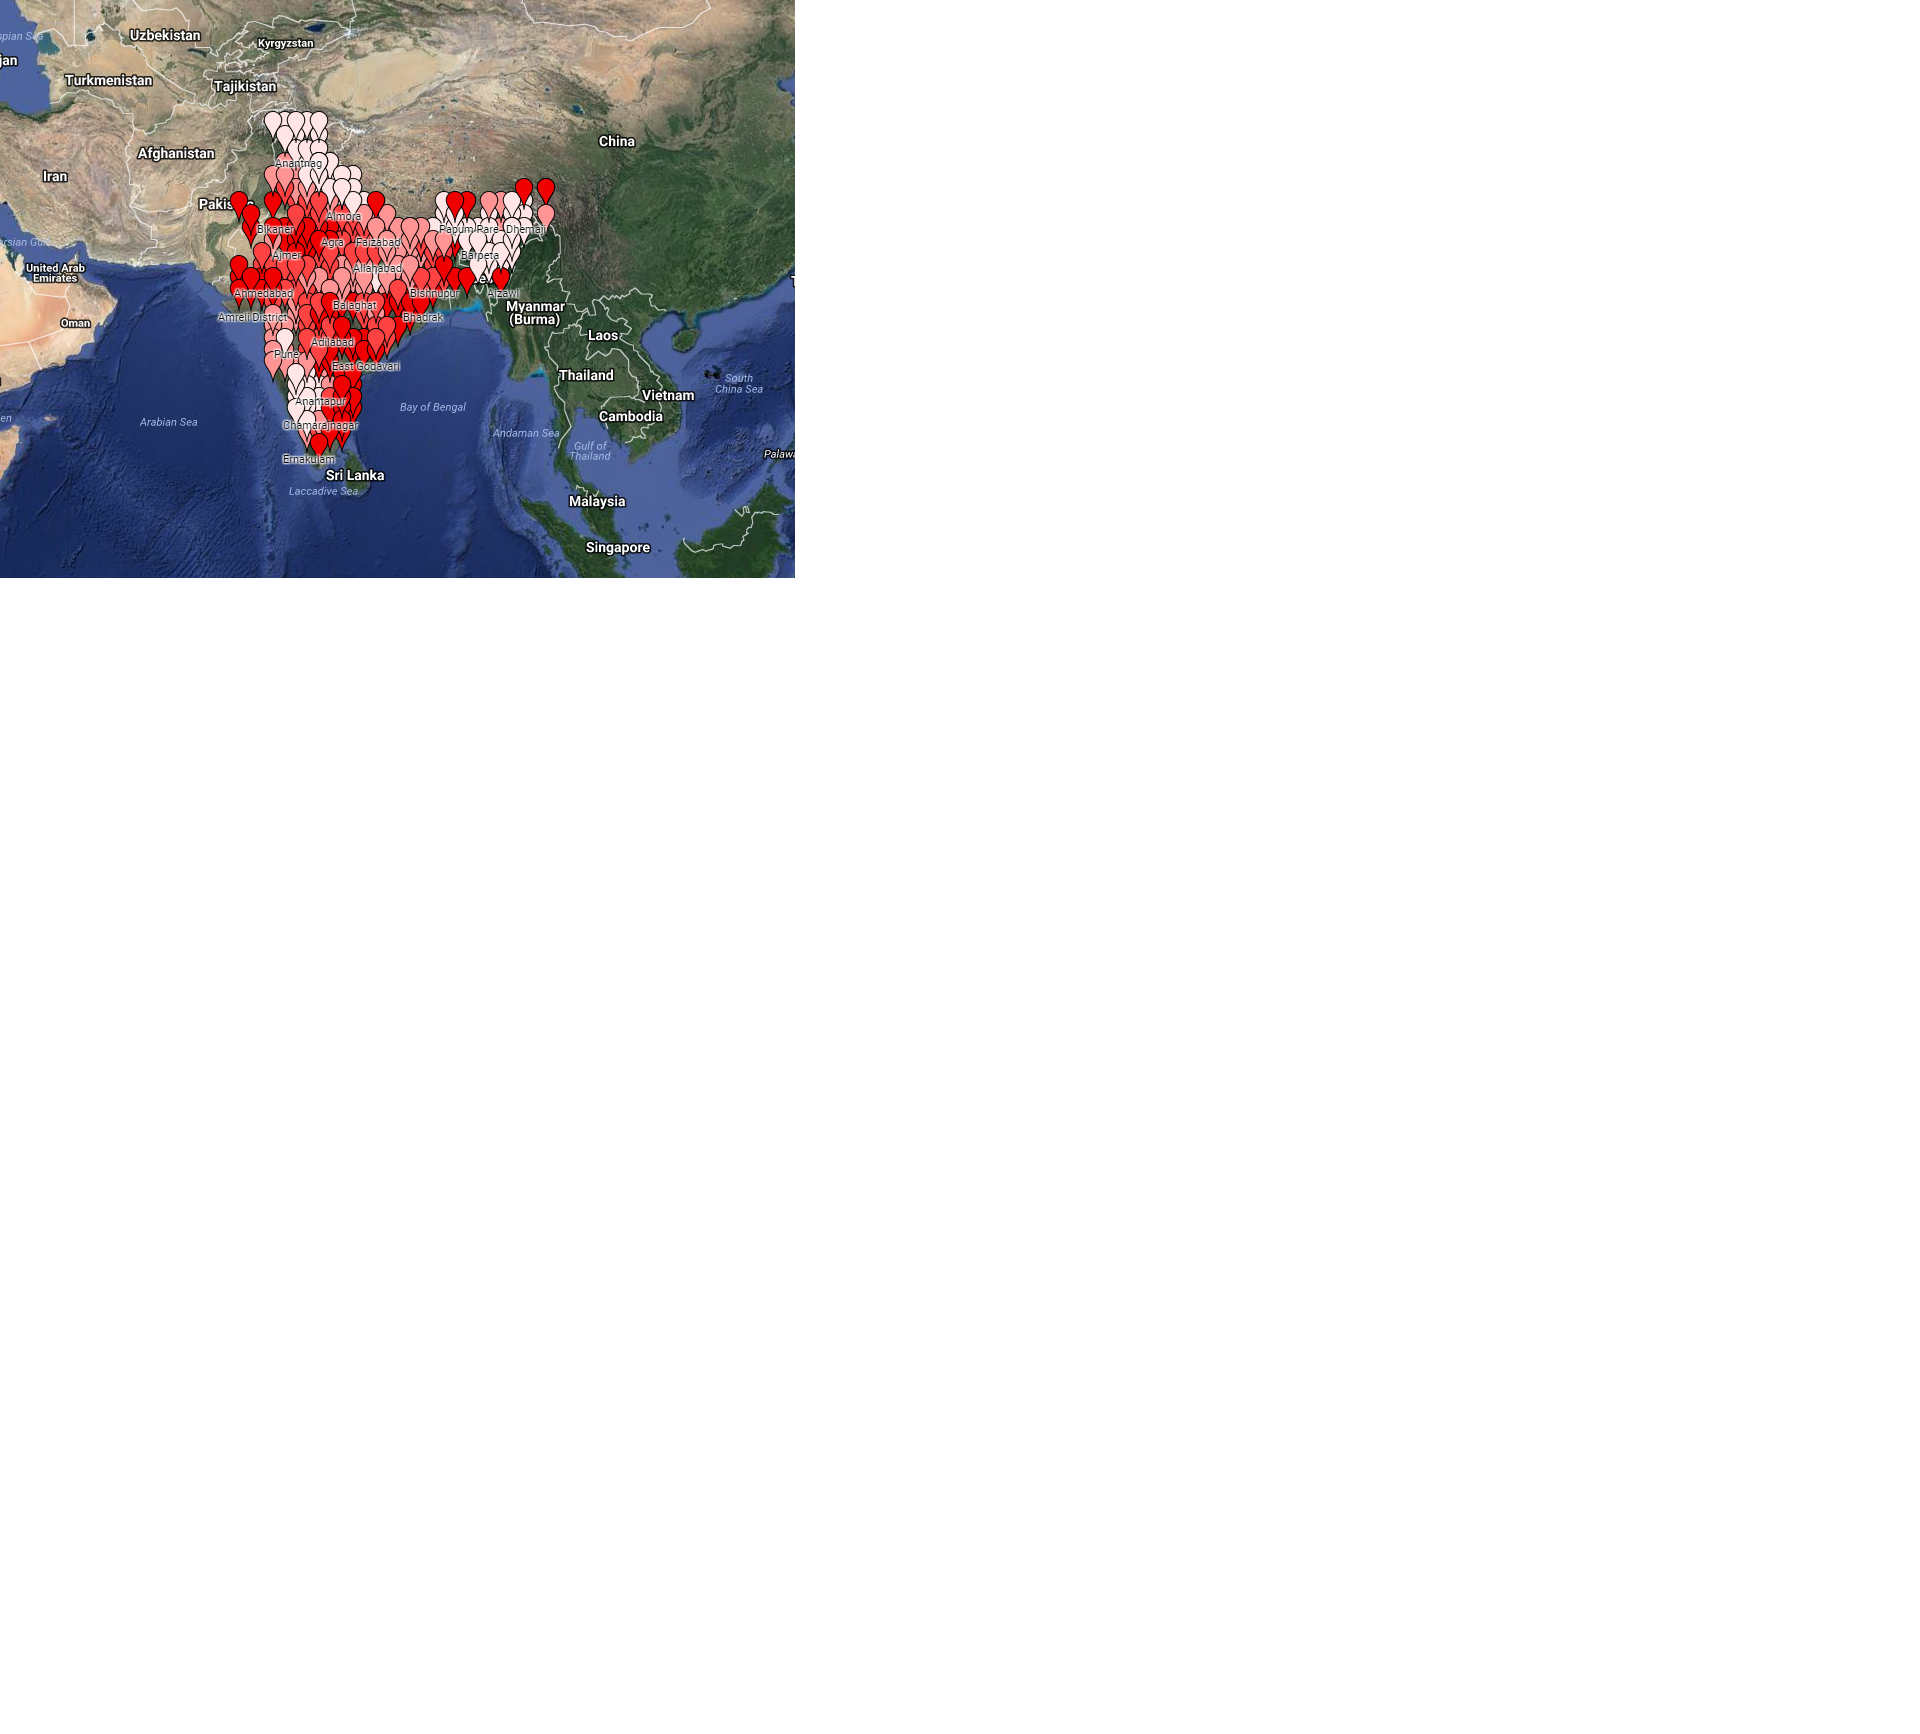 Uzbekistan
Kyrgyzstan
jan
Turkmenistan
Tajikistan
China
Afghanistan
Anantnag
Iran
Almora
Bikaner
Papum Pare
Dhemaji
Agra
Faizabad
Ajmer
Barpeta
United Arab
Emirates
Allahabad
Ahmedabad
Bishnupur
Aizawl
Balaghat
Myanmar
(Burma)
Amreli District
Bhadrak
Oman
Laos
Adilabad
Pune
East Godavari
Thailand
South
China Sea
Vietnam
Anantapur
Bay of Bengal
Cambodia
Arabian Sea
Chamarajnagar
Andaman Sea
Gulf of
Thailand
Ernakulam
Sri Lanka
Laccadive Sea
Malaysia
Singapore